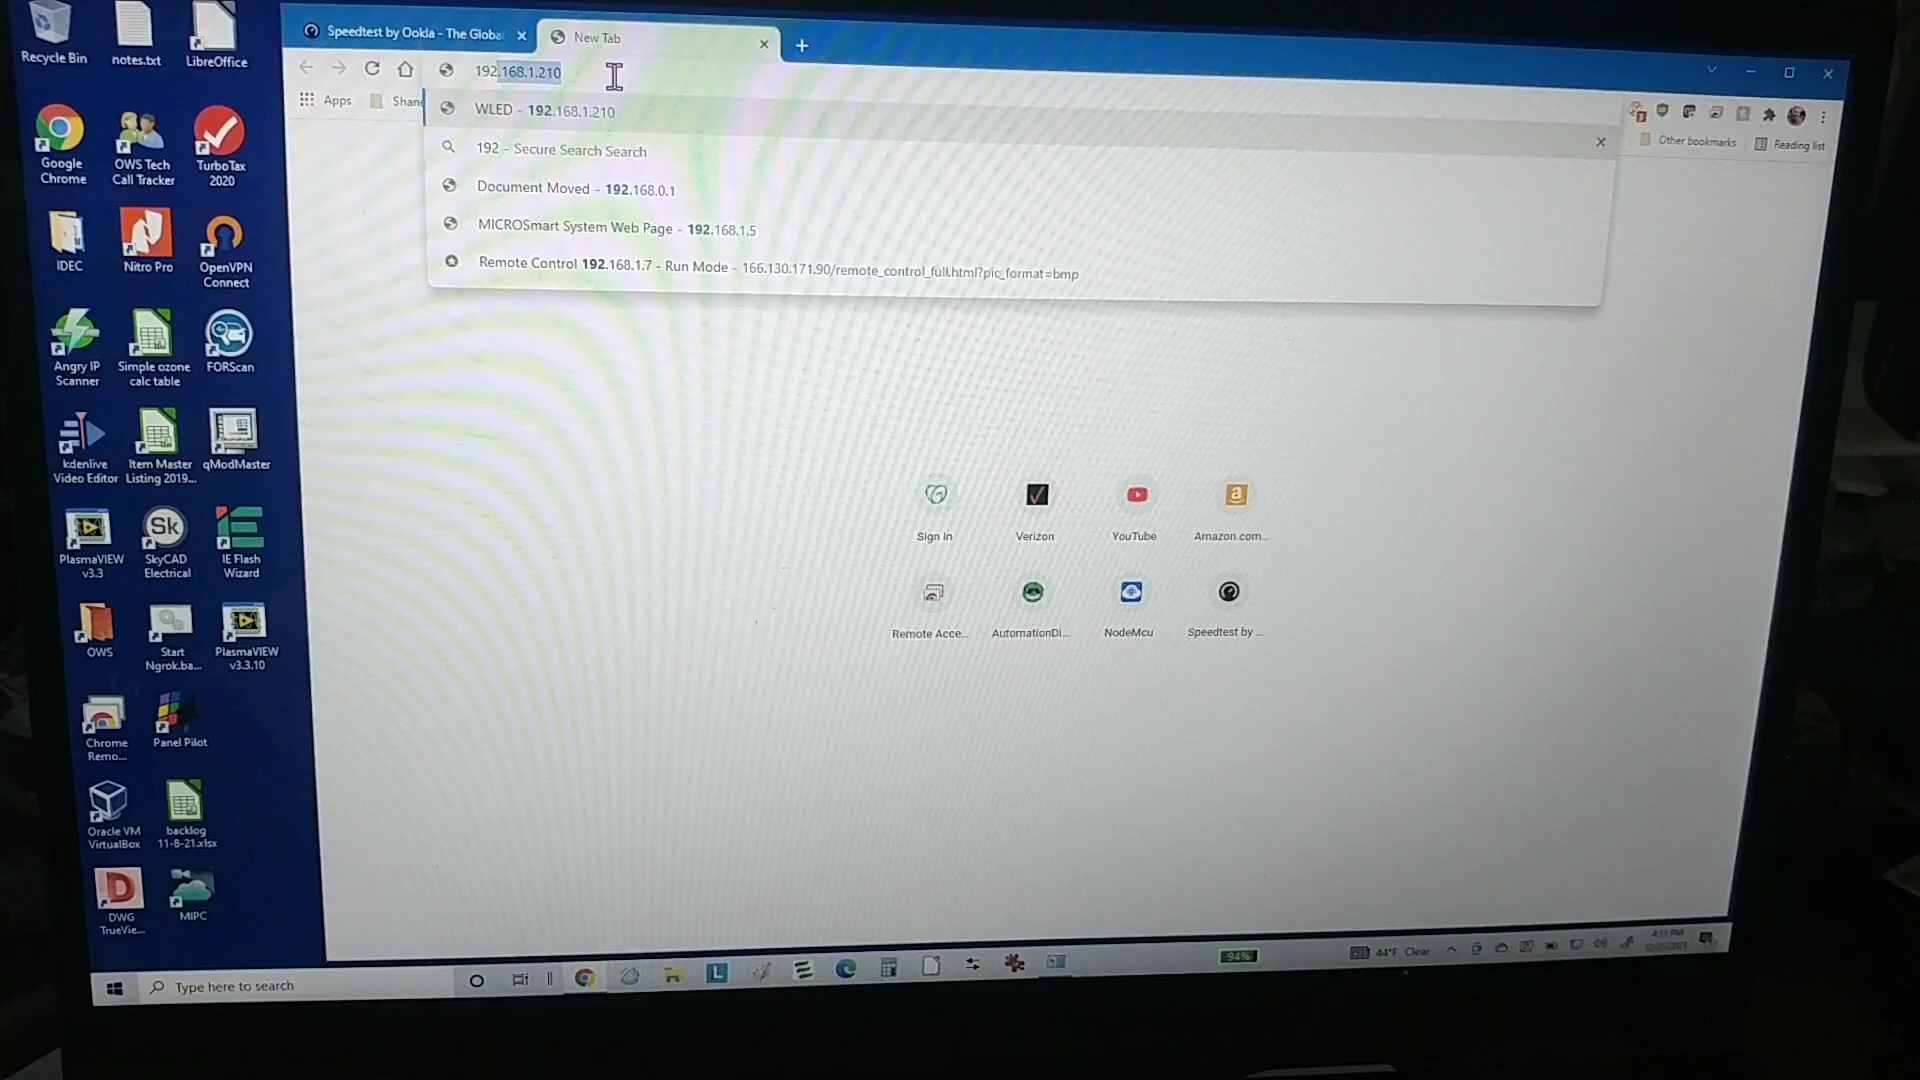 Recycle Bin
notes.txt
LibreOffice
Google
Chrome
OWS Tech
Call Tracker
TurboTax
2020
IDEC
Nitro Pro
OpenVPN
Connect
Angry IP
Scanner
Simple ozone
calc table
FORScan
kdenlive
Video Editor
Item Master
Listing 2019...
qModMaster
PlasmaVIEW
v3.3
Sk
SkyCAD
Electrical
IE Flash
Wizard
OWS
Start
Ngrok.ba...
PlasmaVIEW
v3.3.10
Chrome
Remo...
Panel Pilot
Oracle VM
VirtualBox
backlog
11-8-21.xlsx
DWG
TrueVie...
MIPC
Speedtest by Ookla - The Global
New Tab
192.168.1.210
Apps
Share
Other bookmarks
Reading list
WLED - 192.168.1.210
192 - Secure Search Search
Document Moved - 192.168.0.1
MICROSmart System Web Page - 192.168.1.5
Remote Control 192.168.1.7 - Run Mode - 166.130.171.90/remote_control_full.html?pic_format=bmp
Sign In
Verizon
YouTube
Amazon.com...
Remote Acce...
AutomationDi...
NodeMcu
Speedtest by ...
Type here to search
94%
44°F Clear